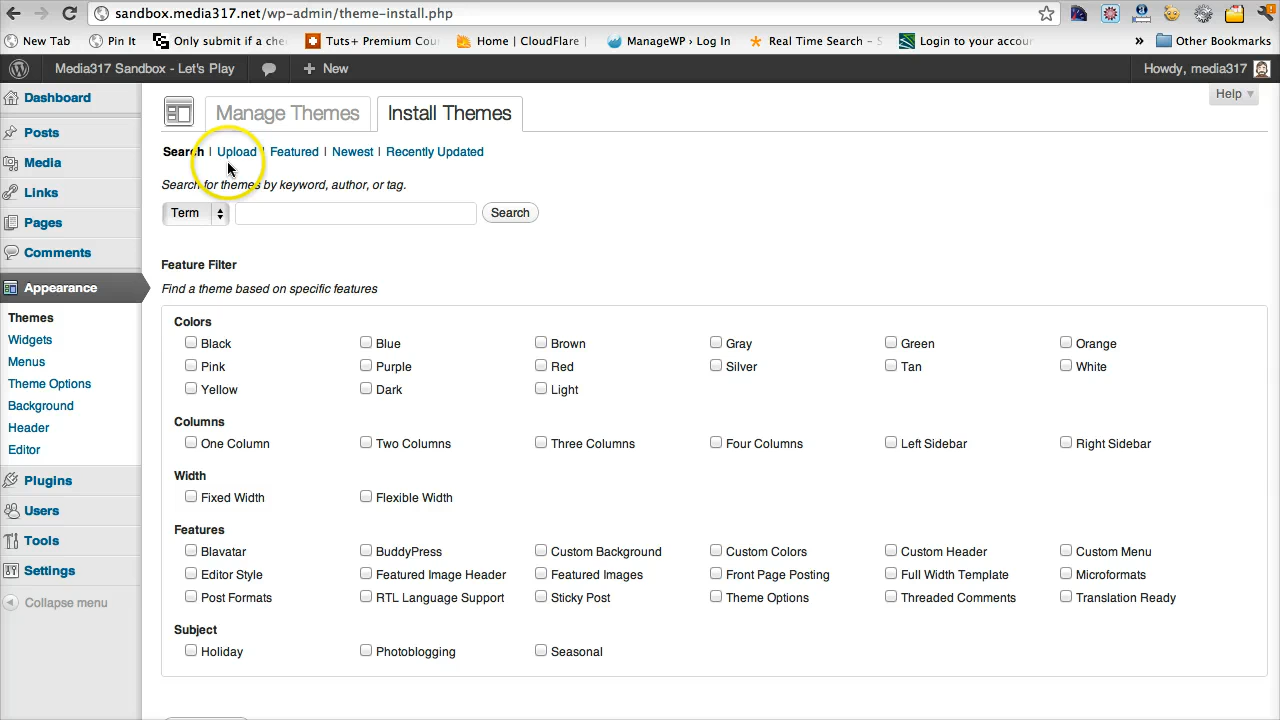 sandbox.media317.net/wp-admin/theme-install.php
New Tab Pin It Only submit if a che Tuts+ Premium Cou Home | CloudFlare | ManageWP › Log In Real Time Search - S Login to your accour » Other Bookmarks
Media317 Sandbox - Let's Play + New Howdy, media317
Help
Dashboard
Posts
Media
Links
Pages
Comments
Appearance
Themes
Widgets
Menus
Theme Options
Background
Header
Editor
Plugins
Users
Tools
Settings
Collapse menu
Manage Themes Install Themes
Search | Upload | Featured | Newest | Recently Updated
Search for themes by keyword, author, or tag.
Term Search
Feature Filter
Find a theme based on specific features
Colors
Black Blue Brown Gray Green Orange
Pink Purple Red Silver Tan White
Yellow Dark Light
Columns
One Column Two Columns Three Columns Four Columns Left Sidebar Right Sidebar
Width
Fixed Width Flexible Width
Features
Blavatar BuddyPress Custom Background Custom Colors Custom Header Custom Menu
Editor Style Featured Image Header Featured Images Front Page Posting Full Width Template Microformats
Post Formats RTL Language Support Sticky Post Theme Options Threaded Comments Translation Ready
Subject
Holiday Photoblogging Seasonal